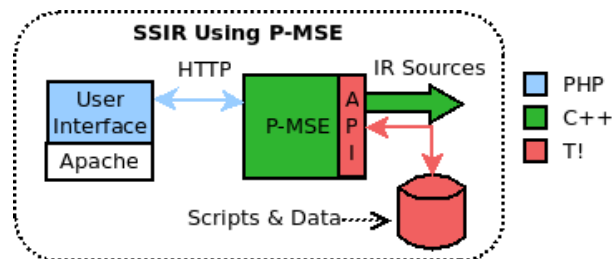 SSIR Using P-MSE
HTTP
IR Sources
User
Interface
Apache
P-MSE
A
P
I
Scripts & Data
PHP
C++
T!